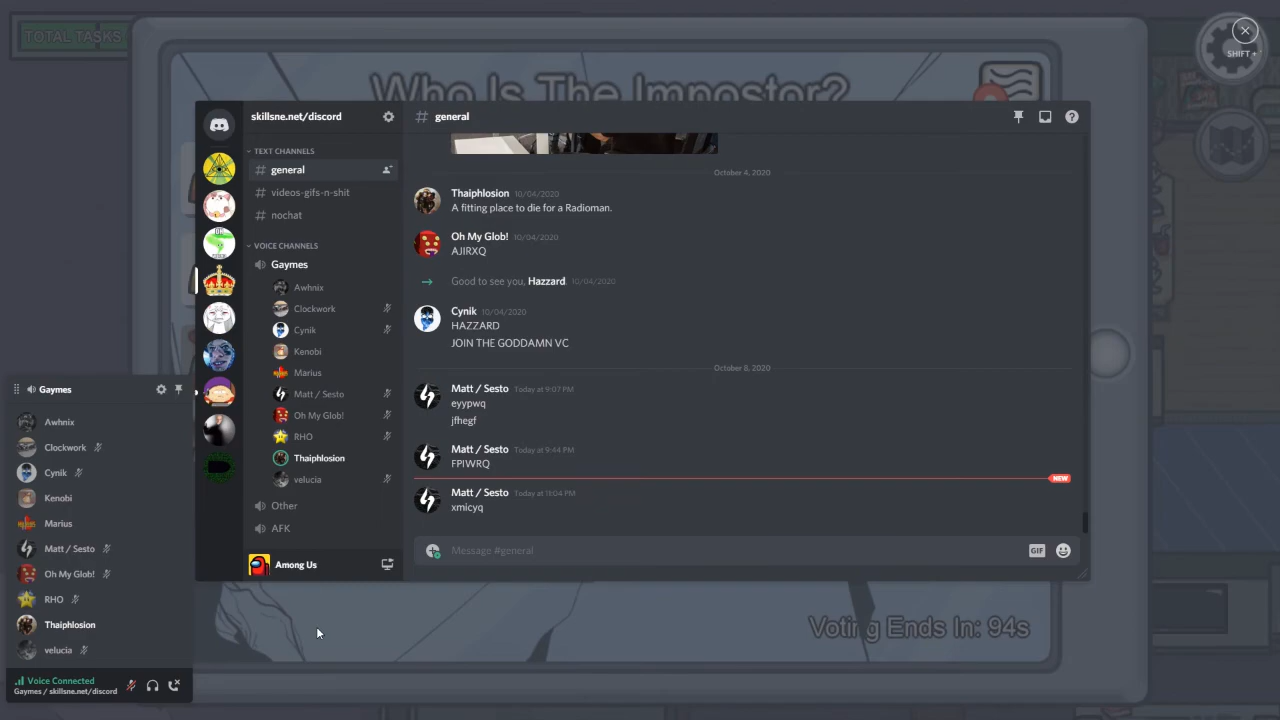 TOTAL TASKS
Who Is The Impostor?
SHIFT +
skillsne.net/discord
TEXT CHANNELS
# general
# videos-gifs-n-shit
# nochat
VOICE CHANNELS
Gaymes
Awhnix
Clockwork
Cynik
Kenobi
Marius
Matt / Sesto
Oh My Glob!
RHO
Thaiphlosion
velucia
Other
AFK
Among Us
# general
October 4, 2020
Thaiphlosion 10/04/2020
A fitting place to die for a Radioman.
Oh My Glob! 10/04/2020
AJIRXQ
Good to see you, Hazzard. 10/04/2020
Cynik 10/04/2020
HAZZARD
JOIN THE GODDAMN VC
October 8, 2020
Matt / Sesto Today at 9:07 PM
eyypwq
jfhegf
Matt / Sesto Today at 9:44 PM
FPIWRQ
NEW
Matt / Sesto Today at 11:04 PM
xmicyq
Message #general
GIF
Gaymes
Awhnix
Clockwork
Cynik
Kenobi
Marius
Matt / Sesto
Oh My Glob!
RHO
Thaiphlosion
velucia
Voice Connected
Gaymes / skillsne.net/discord
Voting Ends In: 94s